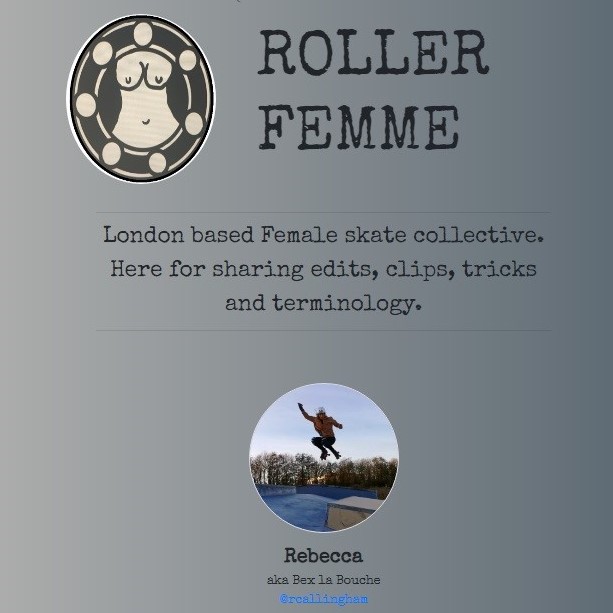 ROLLER
FEMME
London based Female skate collective.
Here for sharing edits, clips, tricks
and terminology.
Rebecca
aka Bex la Bouche
@rcallingham